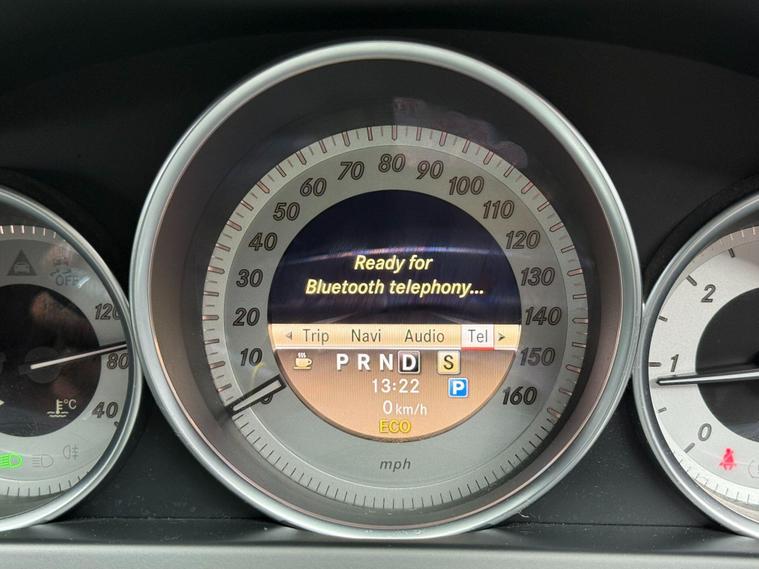 Ready for
Bluetooth telephony...
Trip Navi Audio Tel
P R N D S
13:22
P
0 km/h
ECO
mph
0 10 20 30 40 50 60 70 80 90 100 110 120 130 140 150 160
OFF
120
80
°C
40
2
1
0